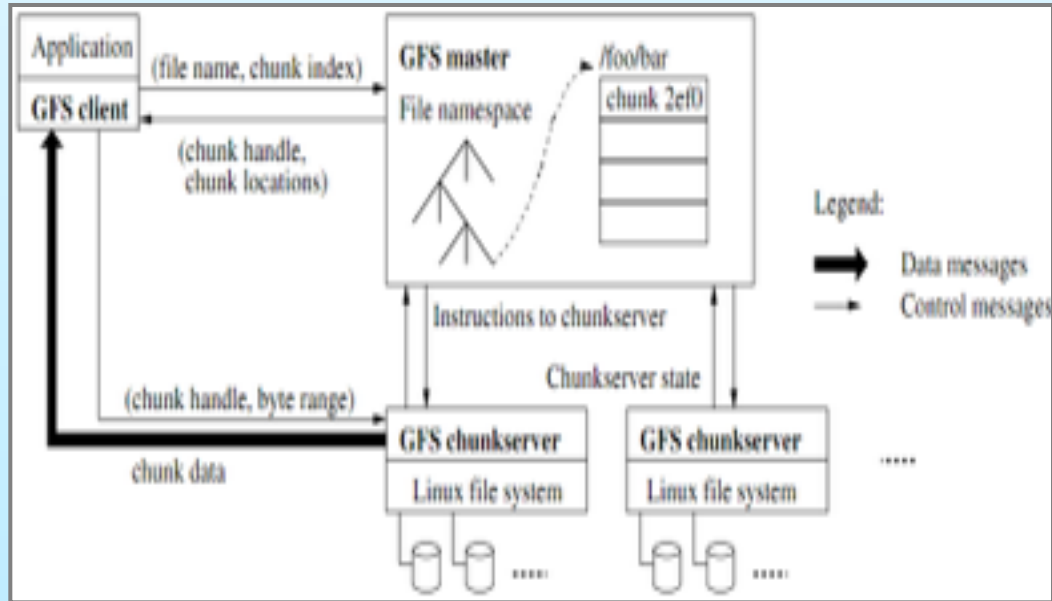 Application
GFS client
(file name, chunk index)
(chunk handle,
chunk locations)
GFS master
File namespace
/foo/bar
chunk 2ef0
Legend:
Data messages
Control messages
Instructions to chunkserver
Chunkserver state
(chunk handle, byte range)
chunk data
GFS chunkserver
Linux file system
GFS chunkserver
Linux file system